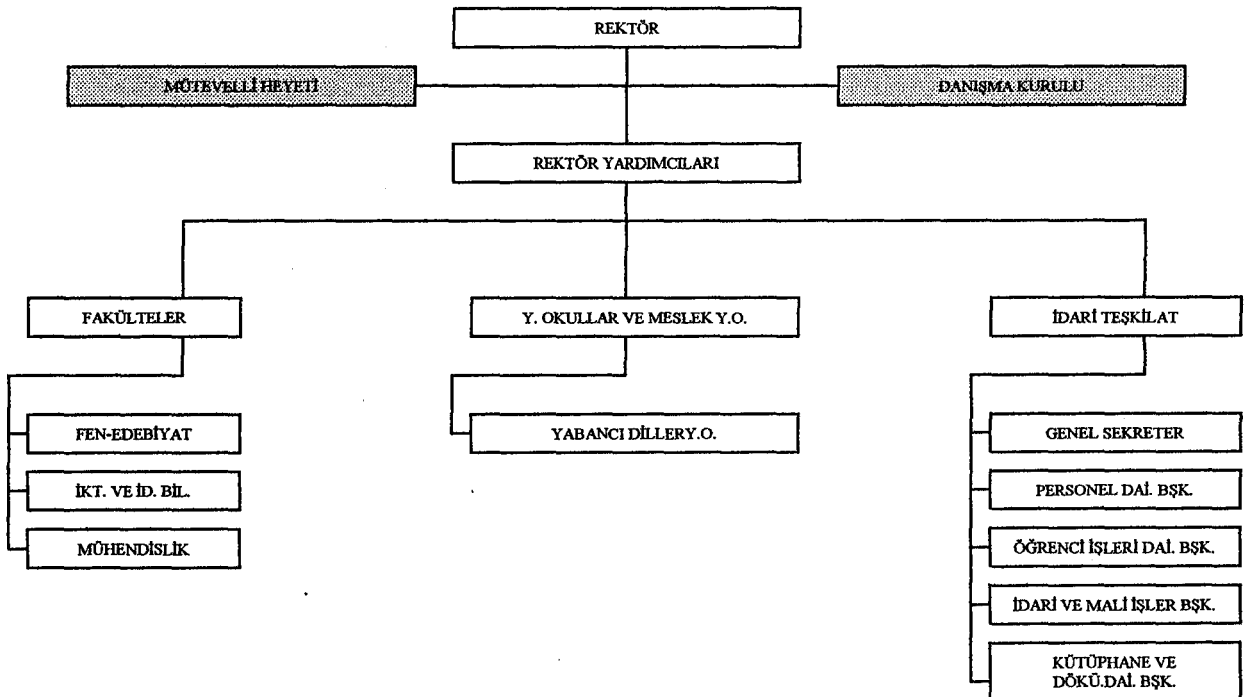 REKTÖR
MÜTEVELLİ HEYETİ
DANIŞMA KURULU
REKTÖR YARDIMCILARI
FAKÜLTELER
Y. OKULLAR VE MESLEK Y.O.
İDARİ TEŞKİLAT
FEN-EDEBİYAT
İKT. VE İD. BİL.
MÜHENDİSLİK
YABANCI DİLLERY.O.
GENEL SEKRETER
PERSONEL DAİ. BŞK.
ÖĞRENCİ İŞLERİ DAİ. BŞK.
İDARİ VE MALİ İŞLER BŞK.
KÜTÜPHANE VE
DÖKÜ.DAİ. BŞK.